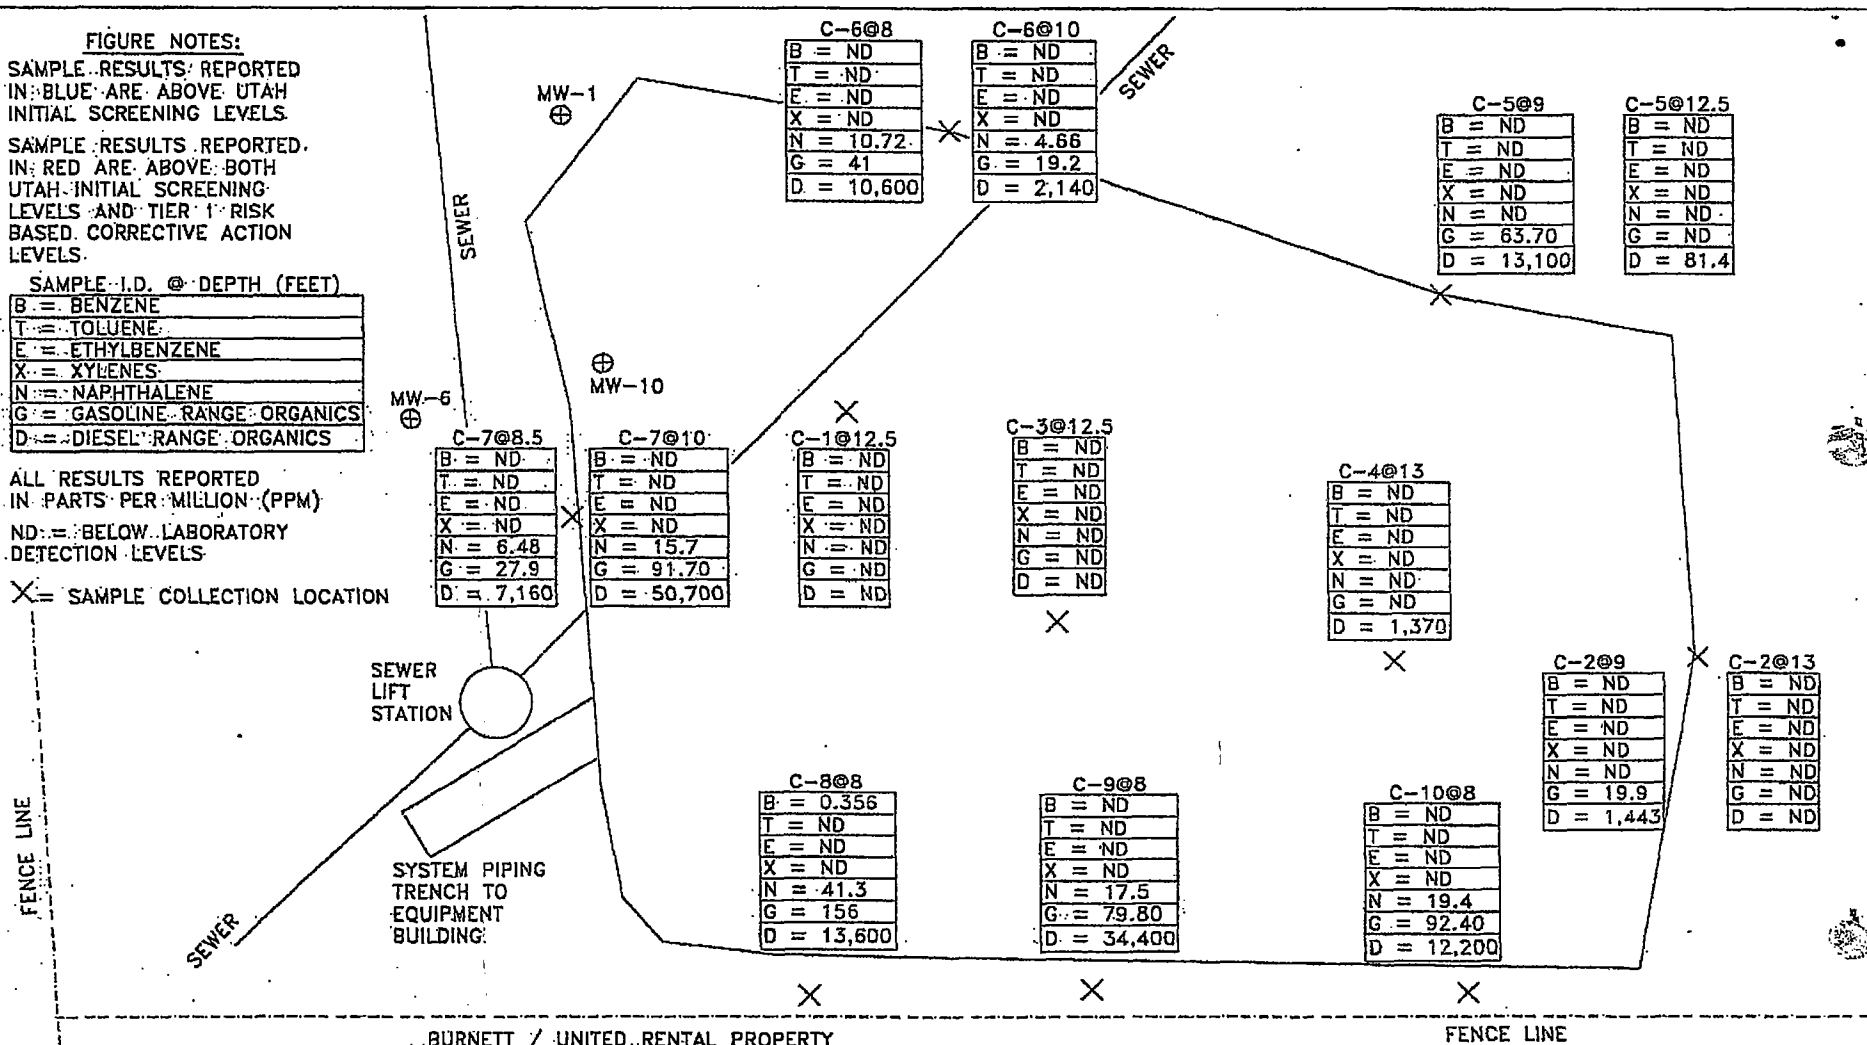 FIGURE NOTES:
SAMPLE RESULTS REPORTED
IN BLUE ARE ABOVE UTAH
INITIAL SCREENING LEVELS.
SAMPLE RESULTS REPORTED
IN RED ARE ABOVE BOTH
UTAH INITIAL SCREENING
LEVELS AND TIER 1 RISK
BASED CORRECTIVE ACTION
LEVELS.
SAMPLE I.D. @ DEPTH (FEET)
B = BENZENE
T = TOLUENE
E = ETHYLBENZENE
X = XYLENES
N = NAPHTHALENE
G = GASOLINE RANGE ORGANICS
D = DIESEL RANGE ORGANICS
ALL RESULTS REPORTED
IN PARTS PER MILLION (PPM)
ND = BELOW LABORATORY
DETECTION LEVELS
X = SAMPLE COLLECTION LOCATION
SEWER
MW-1
MW-10
MW-6
C-6@8
B = ND
T = ND
E = ND
X = ND
N = 10.72
G = 41
D = 10,600
C-6@10
B = ND
T = ND
E = ND
X = ND
N = 4.66
G = 19.2
D = 2,140
SEWER
C-5@9
B = ND
T = ND
E = ND
X = ND
N = ND
G = 63.70
D = 13,100
C-5@12.5
B = ND
T = ND
E = ND
X = ND
N = ND
G = ND
D = 81.4
C-7@8.5
B = ND
T = ND
E = ND
X = ND
N = 6.48
G = 27.9
D = 7,160
C-7@10
B = ND
T = ND
E = ND
X = ND
N = 15.7
G = 91.70
D = 50,700
C-1@12.5
B = ND
T = ND
E = ND
X = ND
N = ND
G = ND
D = ND
C-3@12.5
B = ND
T = ND
E = ND
X = ND
N = ND
G = ND
D = ND
C-4@13
B = ND
T = ND
E = ND
X = ND
N = ND
G = ND
D = 1,370
C-2@9
B = ND
T = ND
E = ND
X = ND
N = ND
G = 19.9
D = 1,443
C-2@13
B = ND
T = ND
E = ND
X = ND
N = ND
G = ND
D = ND
SEWER
LIFT
STATION
C-8@8
B = 0.356
T = ND
E = ND
X = ND
N = 41.3
G = 156
D = 13,600
C-9@8
B = ND
T = ND
E = ND
X = ND
N = 17.5
G = 79.80
D = 34,400
C-10@8
B = ND
T = ND
E = ND
X = ND
N = 19.4
G = 92.40
D = 12,200
SYSTEM PIPING
TRENCH TO
EQUIPMENT
BUILDING
FENCE LINE
SEWER
BURNETT / UNITED RENTAL PROPERTY
FENCE LINE